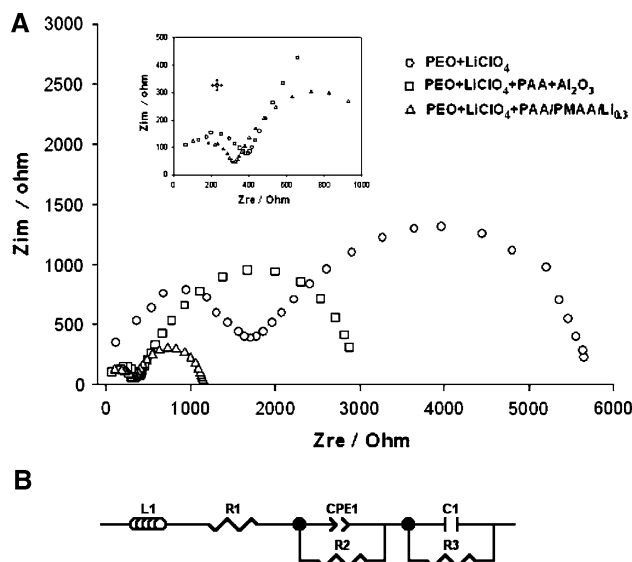 A
3000
2500
2000
1500
1000
500
0
Zim / ohm
0 1000 2000 3000 4000 5000 6000
Zre / Ohm
500
400
300
200
100
0
Zim / ohm
0 200 400 600 800 1000
Zre / Ohm
PEO+LiClO₄
PEO+LiClO₄+PAA+Al₂O₃
PEO+LiClO₄+PAA/PMAA/Li₀.₃
B
L1 R1 CPE1 C1
R2 R3